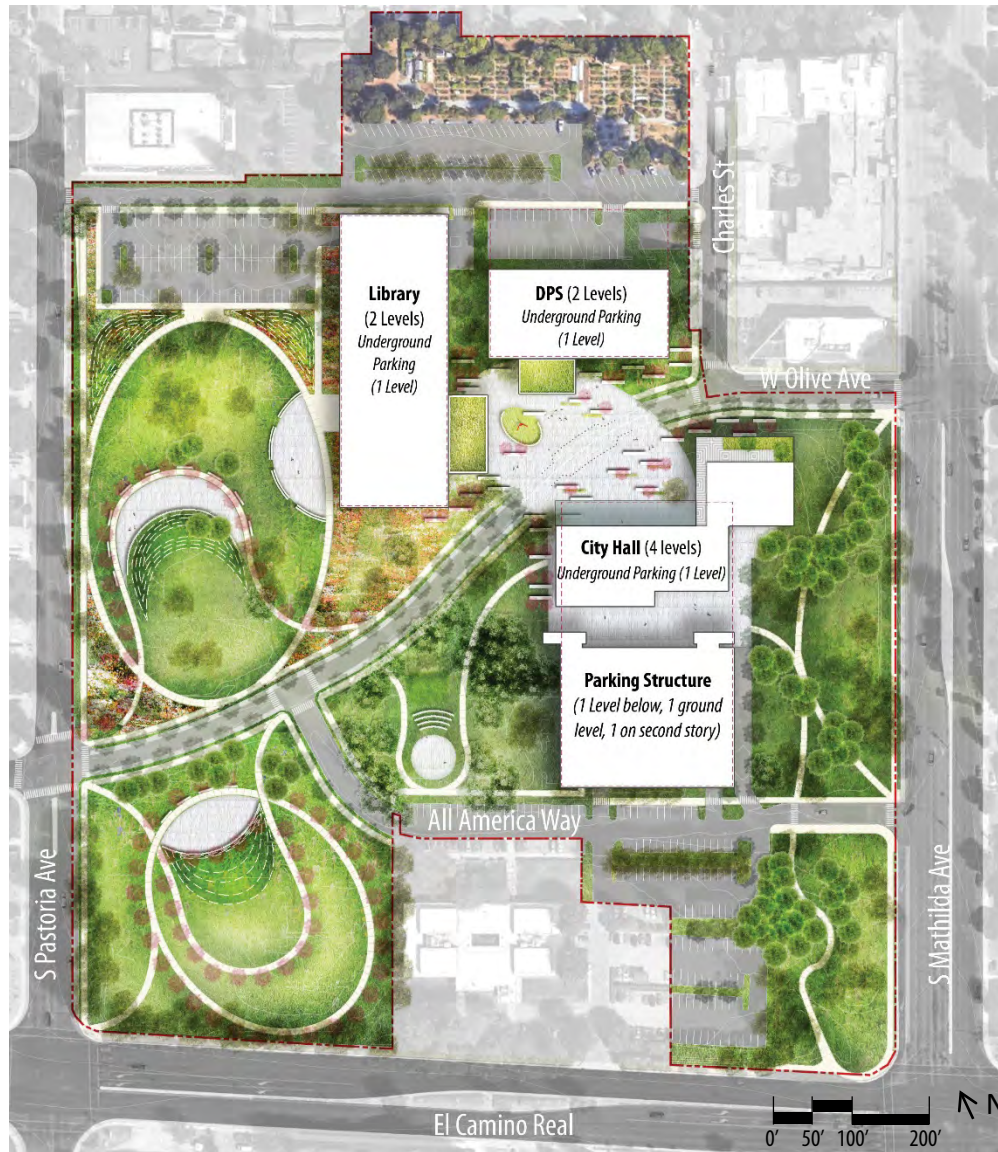 Charles St
Library
(2 Levels)
Underground
Parking
(1 Level)
DPS (2 Levels)
Underground Parking
(1 Level)
W Olive Ave
City Hall (4 levels)
Underground Parking (1 Level)
Parking Structure
(1 Level below, 1 ground
level, 1 on second story)
All America Way
S Pastoria Ave
S Mathilda Ave
El Camino Real
N
0' 50' 100' 200'